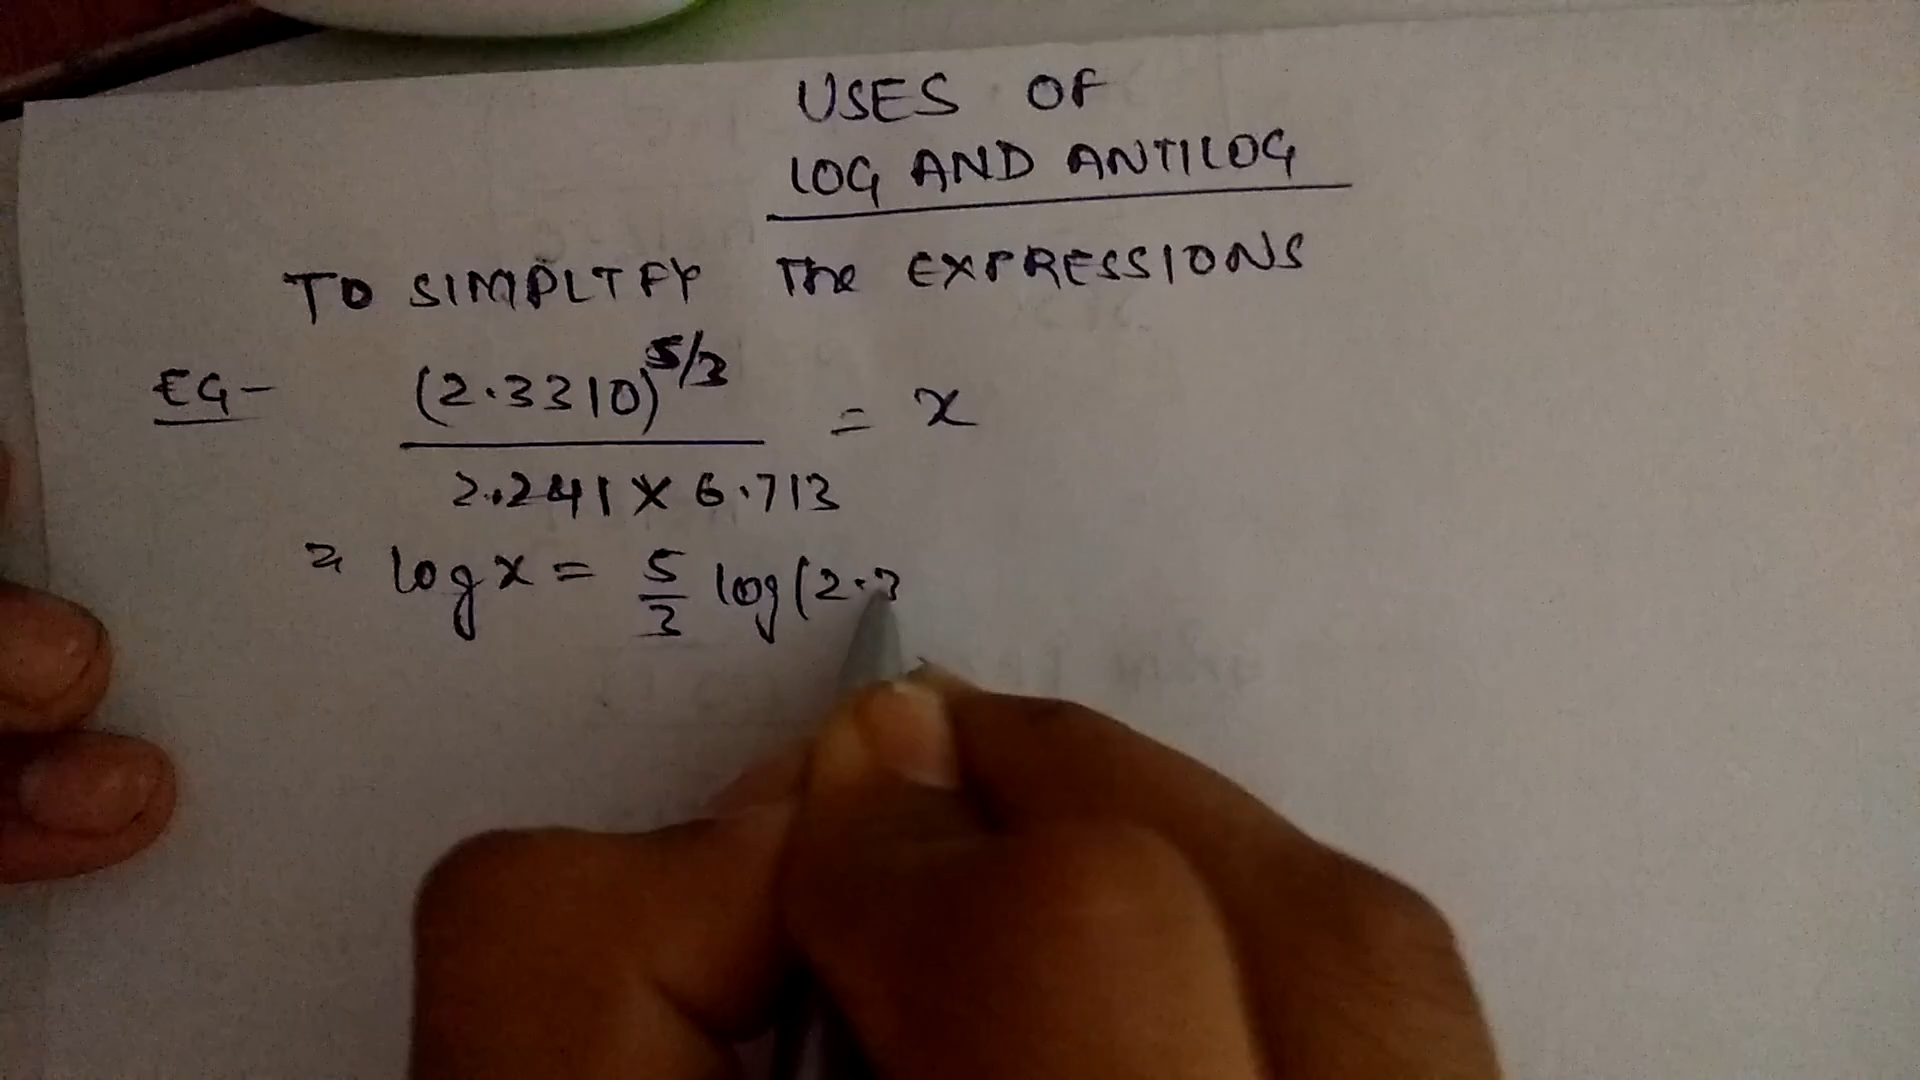 USES OF
LOG AND ANTILOG
TO SIMPLIFY The EXPRESSIONS
EG- (2.3310)^5/3 = x
2.241 X 6.713
⇒ log x = 5/3 log(2.3